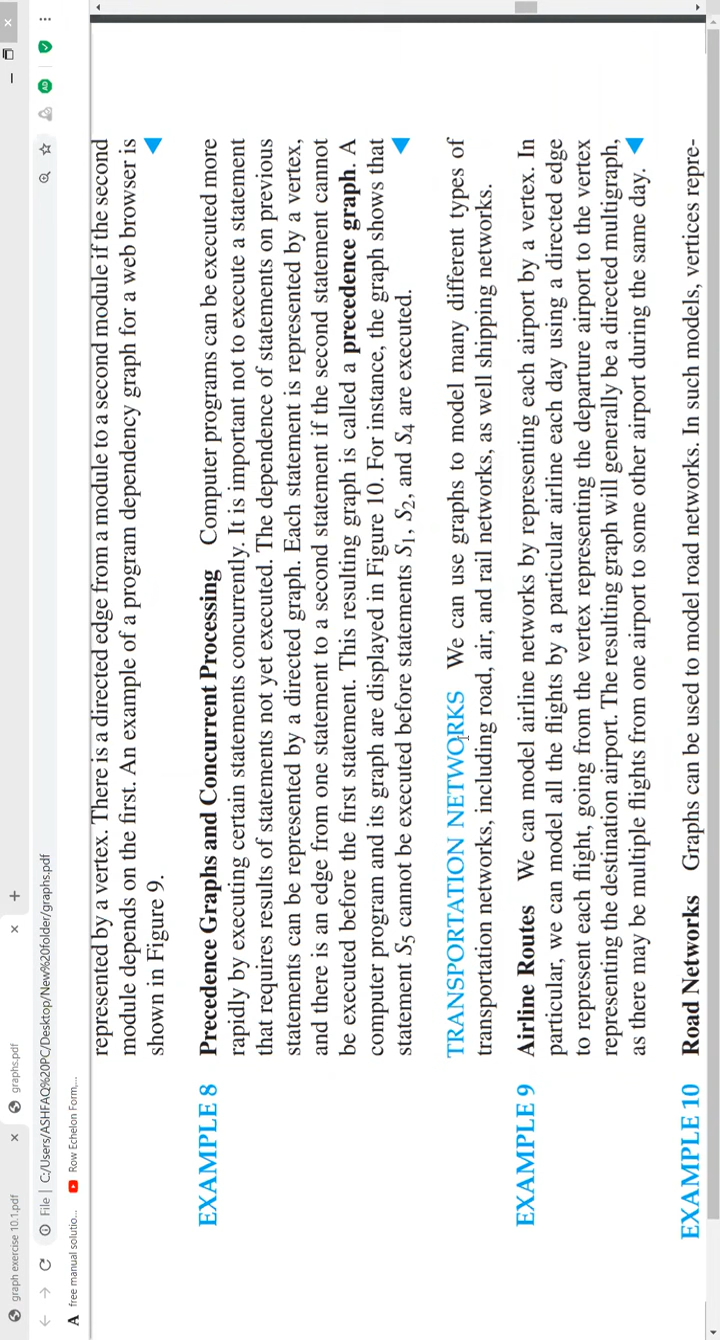 graph exercise 10.1.pdf
graphs.pdf
File | C:/Users/ASHFAQ%20PC/Desktop/New%20folder/graphs.pdf
A free manual solutio...
Row Echelon Form,...
represented by a vertex. There is a directed edge from a module to a second module if the second
module depends on the first. An example of a program dependency graph for a web browser is
shown in Figure 9.
EXAMPLE 8 Precedence Graphs and Concurrent Processing Computer programs can be executed more
rapidly by executing certain statements concurrently. It is important not to execute a statement
that requires results of statements not yet executed. The dependence of statements on previous
statements can be represented by a directed graph. Each statement is represented by a vertex,
and there is an edge from one statement to a second statement if the second statement cannot
be executed before the first statement. This resulting graph is called a precedence graph. A
computer program and its graph are displayed in Figure 10. For instance, the graph shows that
statement S5 cannot be executed before statements S1, S2, and S4 are executed.
TRANSPORTATION NETWORKS We can use graphs to model many different types of
transportation networks, including road, air, and rail networks, as well shipping networks.
EXAMPLE 9 Airline Routes We can model airline networks by representing each airport by a vertex. In
particular, we can model all the flights by a particular airline each day using a directed edge
to represent each flight, going from the vertex representing the departure airport to the vertex
representing the destination airport. The resulting graph will generally be a directed multigraph,
as there may be multiple flights from one airport to some other airport during the same day.
EXAMPLE 10 Road Networks Graphs can be used to model road networks. In such models, vertices repre-